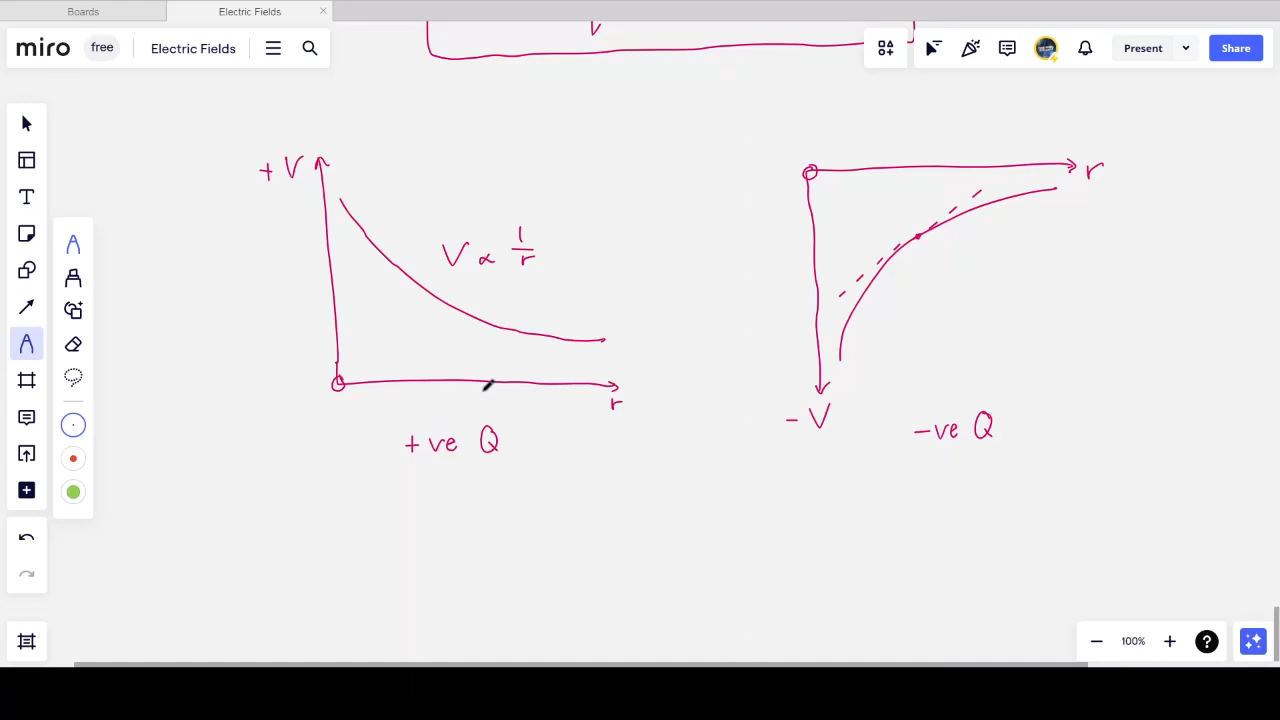 Boards
Electric Fields
miro
free
Electric Fields
Present
Share
V
+ V
V ∝ 1/r
r
+ve Q
r
- V
-ve Q
100%
?